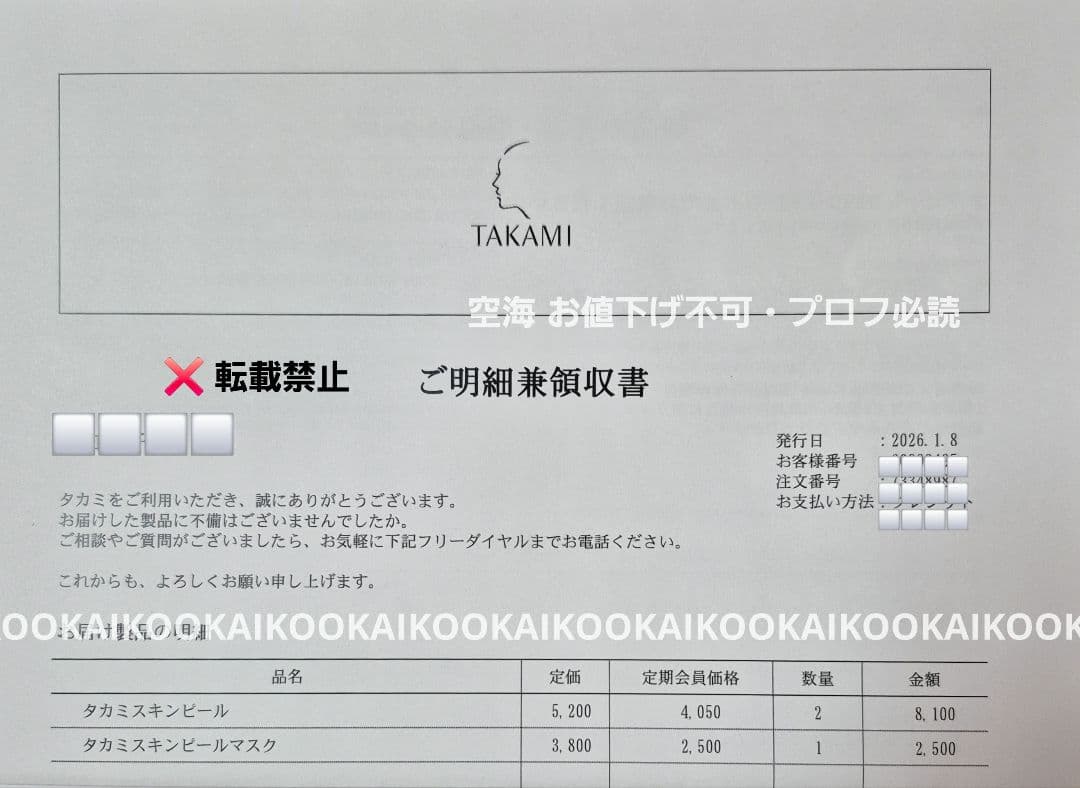 TAKAMI
空海 お値下げ不可・プロフ必読
❌ 転載禁止
ご明細兼領収書
発行日 : 2026. 1. 8
お客様番号
注文番号 :
お支払い方法 :
タカミをご利用いただき、誠にありがとうございます。
お届けした製品に不備はございませんでしたか。
ご相談やご質問がございましたら、お気軽に下記フリーダイヤルまでお電話ください。
これからも、よろしくお願い申し上げます。
お届け製品の明細
KOOKAIKOOKAIKOOKAIKOOKAIKOOKAIKOOKAIKOOK
品名 定価 定期会員価格 数量 金額
タカミスキンピール 5, 200 4, 050 2 8, 100
タカミスキンピールマスク 3, 800 2, 500 1 2, 500